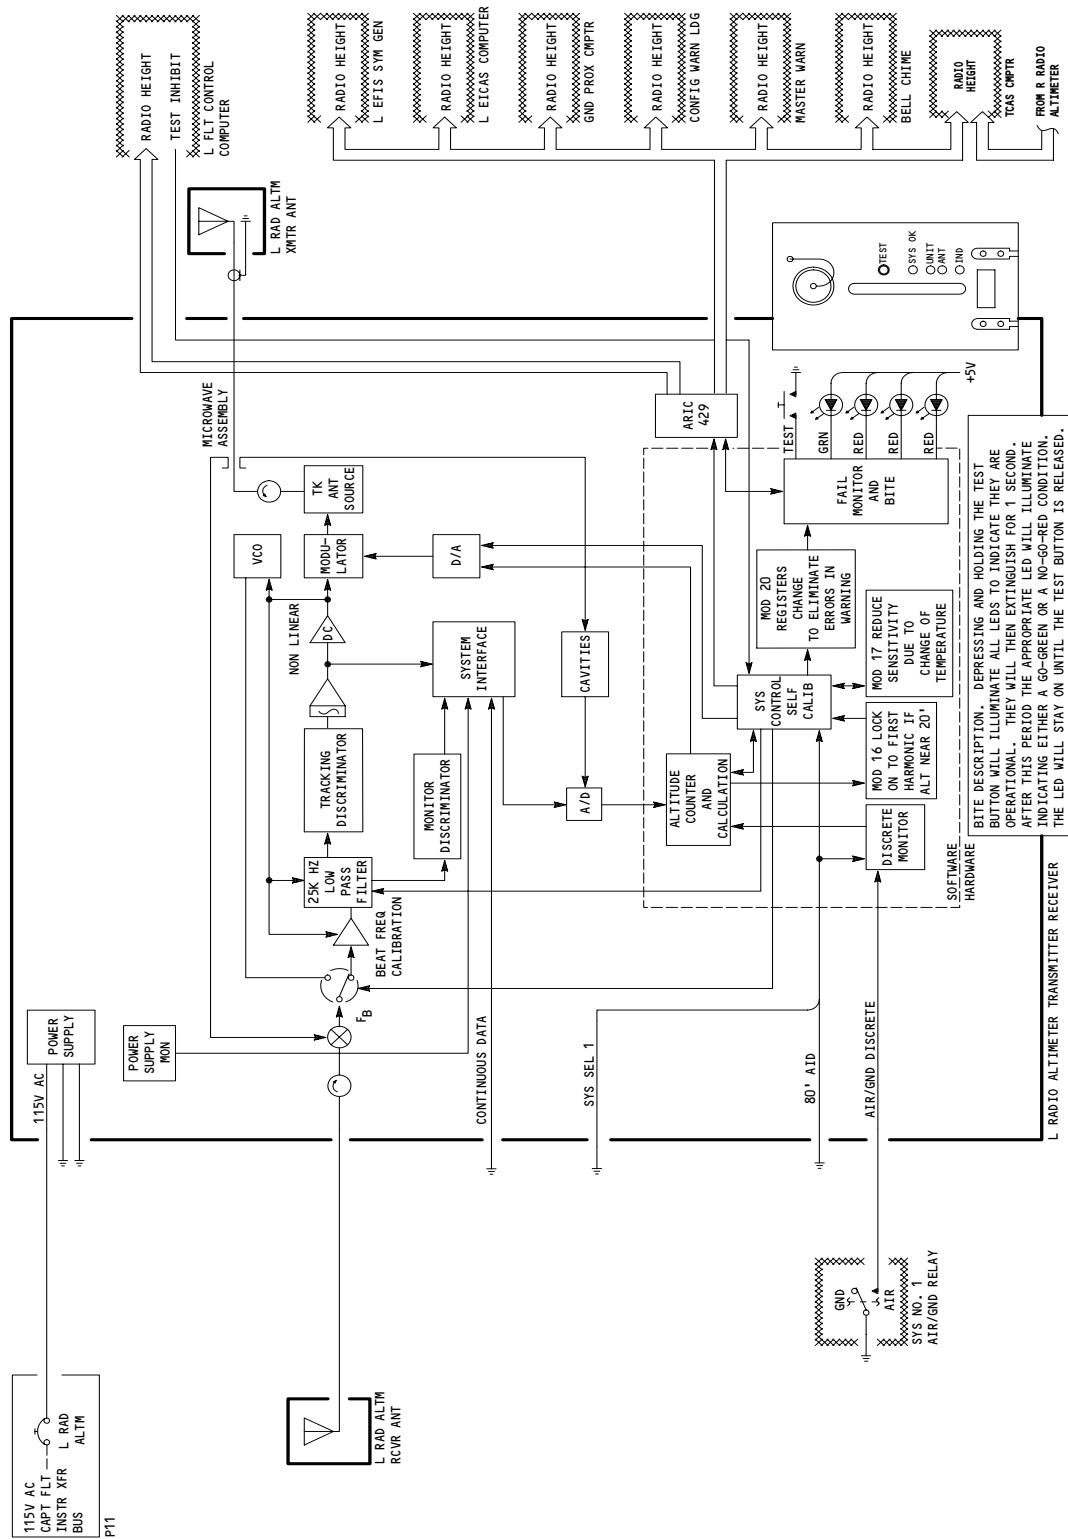 115V AC
CAPT FLT
INSTR XFR
BUS
L RAD
ALTM
P11
115V AC
POWER
SUPPLY
POWER
SUPPLY
MON
L RAD ALTM
RCVR ANT
F_B
BEAT FREQ
CALIBRATION
25K HZ
LOW
PASS
FILTER
TRACKING
DISCRIMINATOR
MONITOR
DISCRIMINATOR
NON LINEAR
DC
VCO
MODU-
LATOR
TK
ANT
SOURCE
MICROWAVE
ASSEMBLY
L RAD ALTM
XMTR ANT
SYSTEM
INTERFACE
D/A
CAVITIES
A/D
CONTINUOUS DATA
SYS SEL 1
80' AID
AIR/GND DISCRETE
GND
AIR
SYS NO. 1
AIR/GND RELAY
ALTITUDE
COUNTER
AND
CALCULATION
SYS
CONTROL
SELF
CALIB
DISCRETE
MONITOR
MOD 16 LOCK
ON TO FIRST
HARMONIC IF
ALT NEAR 20'
MOD 17 REDUCE
SENSITIVITY
DUE TO
CHANGE OF
TEMPERATURE
MOD 20
REGISTERS
CHANGE
TO ELIMINATE
ERRORS IN
WARNING
FAIL
MONITOR
AND
BITE
SOFTWARE
HARDWARE
ARIC
429
TEST
GRN
RED
RED
RED
+5V
BITE DESCRIPTION. DEPRESSING AND HOLDING THE TEST
BUTTON WILL ILLUMINATE ALL LEDS TO INDICATE THEY ARE
OPERATIONAL. THEY WILL THEN EXTINGUISH FOR 1 SECOND.
AFTER THIS PERIOD THE APPROPRIATE LED WILL ILLUMINATE
INDICATING EITHER A GO-GREEN OR A NO-GO-RED CONDITION.
THE LED WILL STAY ON UNTIL THE TEST BUTTON IS RELEASED.
L RADIO ALTIMETER TRANSMITTER RECEIVER
TEST
SYS OK
UNIT
ANT
IND
RADIO HEIGHT
TEST INHIBIT
L FLT CONTROL
COMPUTER
RADIO HEIGHT
L EFIS SYM GEN
RADIO HEIGHT
L EICAS COMPUTER
RADIO HEIGHT
GND PROX CMPTR
RADIO HEIGHT
CONFIG WARN LDG
RADIO HEIGHT
MASTER WARN
RADIO HEIGHT
BELL CHIME
RADIO
HEIGHT
TCAS CMPTR
FROM R RADIO
ALTIMETER